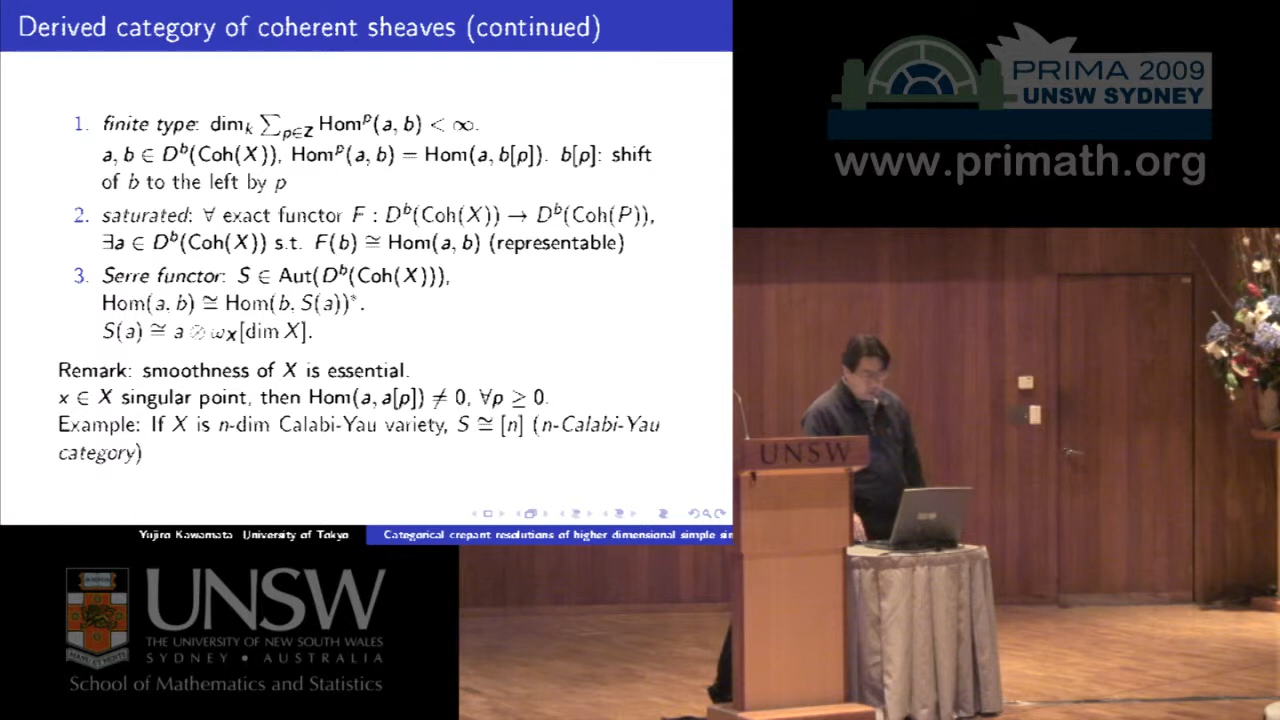 Derived category of coherent sheaves (continued)
1. finite type: dim_k ∑_{p∈Z} Hom^p(a, b) < ∞.
a, b ∈ D^b(Coh(X)), Hom^p(a, b) = Hom(a, b[p]). b[p]: shift
of b to the left by p
2. saturated: ∀ exact functor F : D^b(Coh(X)) → D^b(Coh(P)),
∃a ∈ D^b(Coh(X)) s.t. F(b) ≅ Hom(a, b) (representable)
3. Serre functor: S ∈ Aut(D^b(Coh(X))),
Hom(a, b) ≅ Hom(b, S(a))*.
S(a) ≅ a ⊗ ω_X[dim X].
Remark: smoothness of X is essential.
x ∈ X singular point, then Hom(a, a[p]) ≠ 0, ∀p ≥ 0.
Example: If X is n-dim Calabi-Yau variety, S ≅ [n] (n-Calabi-Yau
category)
Yujiro Kawamata University of Tokyo
Categorical crepant resolutions of higher dimensional simple sin
PRIMA 2009
UNSW SYDNEY
www.primath.org
UNSW
UNSW
THE UNIVERSITY OF NEW SOUTH WALES
SYDNEY • AUSTRALIA
School of Mathematics and Statistics